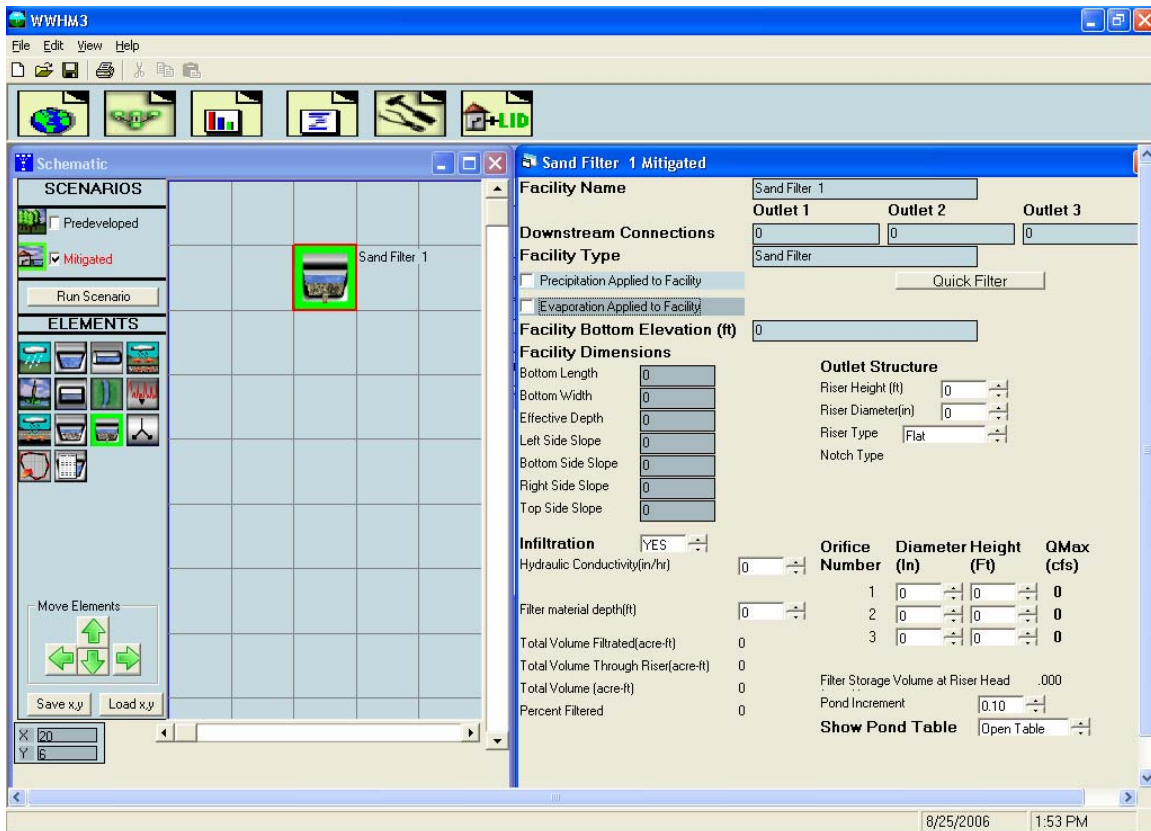 WWHM3
File Edit View Help
+LID
Schematic
SCENARIOS
Predeveloped
Mitigated
Run Scenario
ELEMENTS
Move Elements
Save x,y Load x,y
X 20
Y 6
Sand Filter 1
Sand Filter 1 Mitigated
Facility Name Sand Filter 1
Outlet 1 Outlet 2 Outlet 3
Downstream Connections 0 0 0
Facility Type Sand Filter
Precipitation Applied to Facility Quick Filter
Evaporation Applied to Facility
Facility Bottom Elevation (ft) 0
Facility Dimensions
Bottom Length 0
Bottom Width 0
Effective Depth 0
Left Side Slope 0
Bottom Side Slope 0
Right Side Slope 0
Top Side Slope 0
Outlet Structure
Riser Height (ft) 0
Riser Diameter(in) 0
Riser Type Flat
Notch Type
Infiltration YES
Hydraulic Conductivity(in/hr) 0
Filter material depth(ft) 0
Total Volume Filtrated(acre-ft) 0
Total Volume Through Riser(acre-ft) 0
Total Volume (acre-ft) 0
Percent Filtered 0
Orifice Diameter Height QMax
Number (In) (Ft) (cfs)
1 0 0 0
2 0 0 0
3 0 0 0
Filter Storage Volume at Riser Head .000
Pond Increment 0.10
Show Pond Table Open Table
8/25/2006 1:53 PM